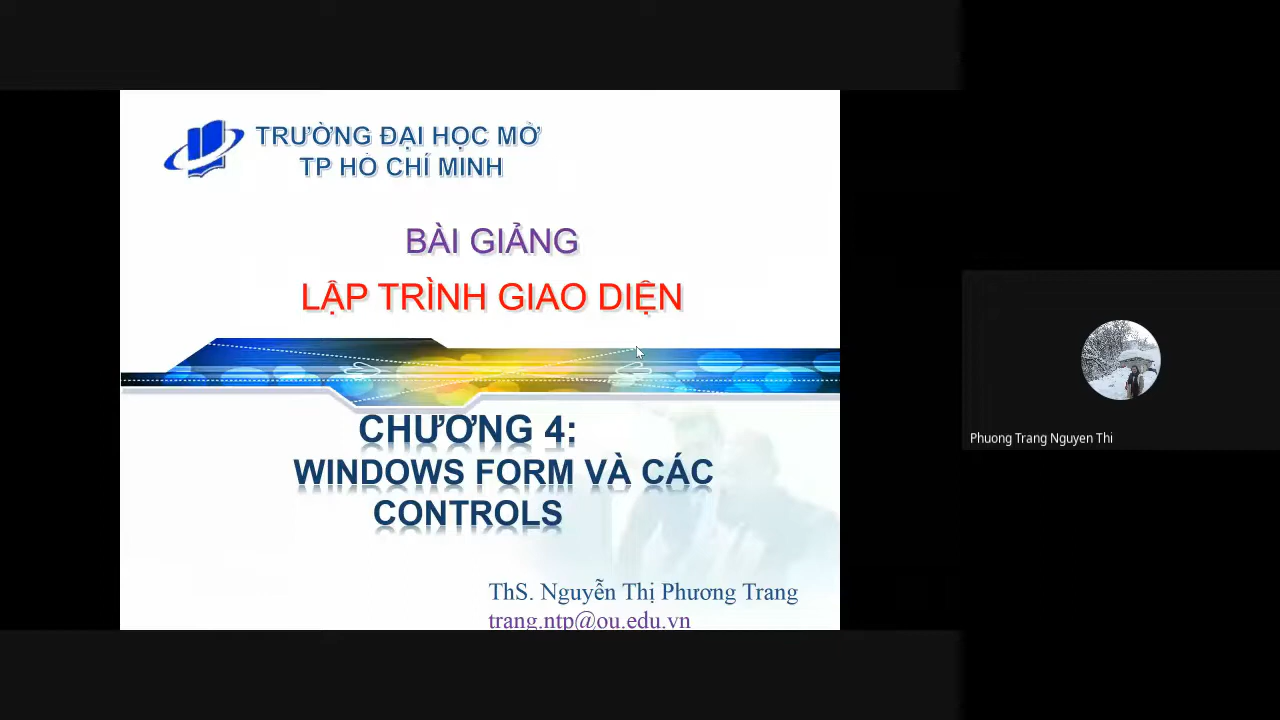 TRƯỜNG ĐẠI HỌC MỞ
TP HỒ CHÍ MINH
BÀI GIẢNG
LẬP TRÌNH GIAO DIỆN
CHƯƠNG 4:
WINDOWS FORM VÀ CÁC
CONTROLS
ThS. Nguyễn Thị Phương Trang
trang.ntp@ou.edu.vn
Phuong Trang Nguyen Thi